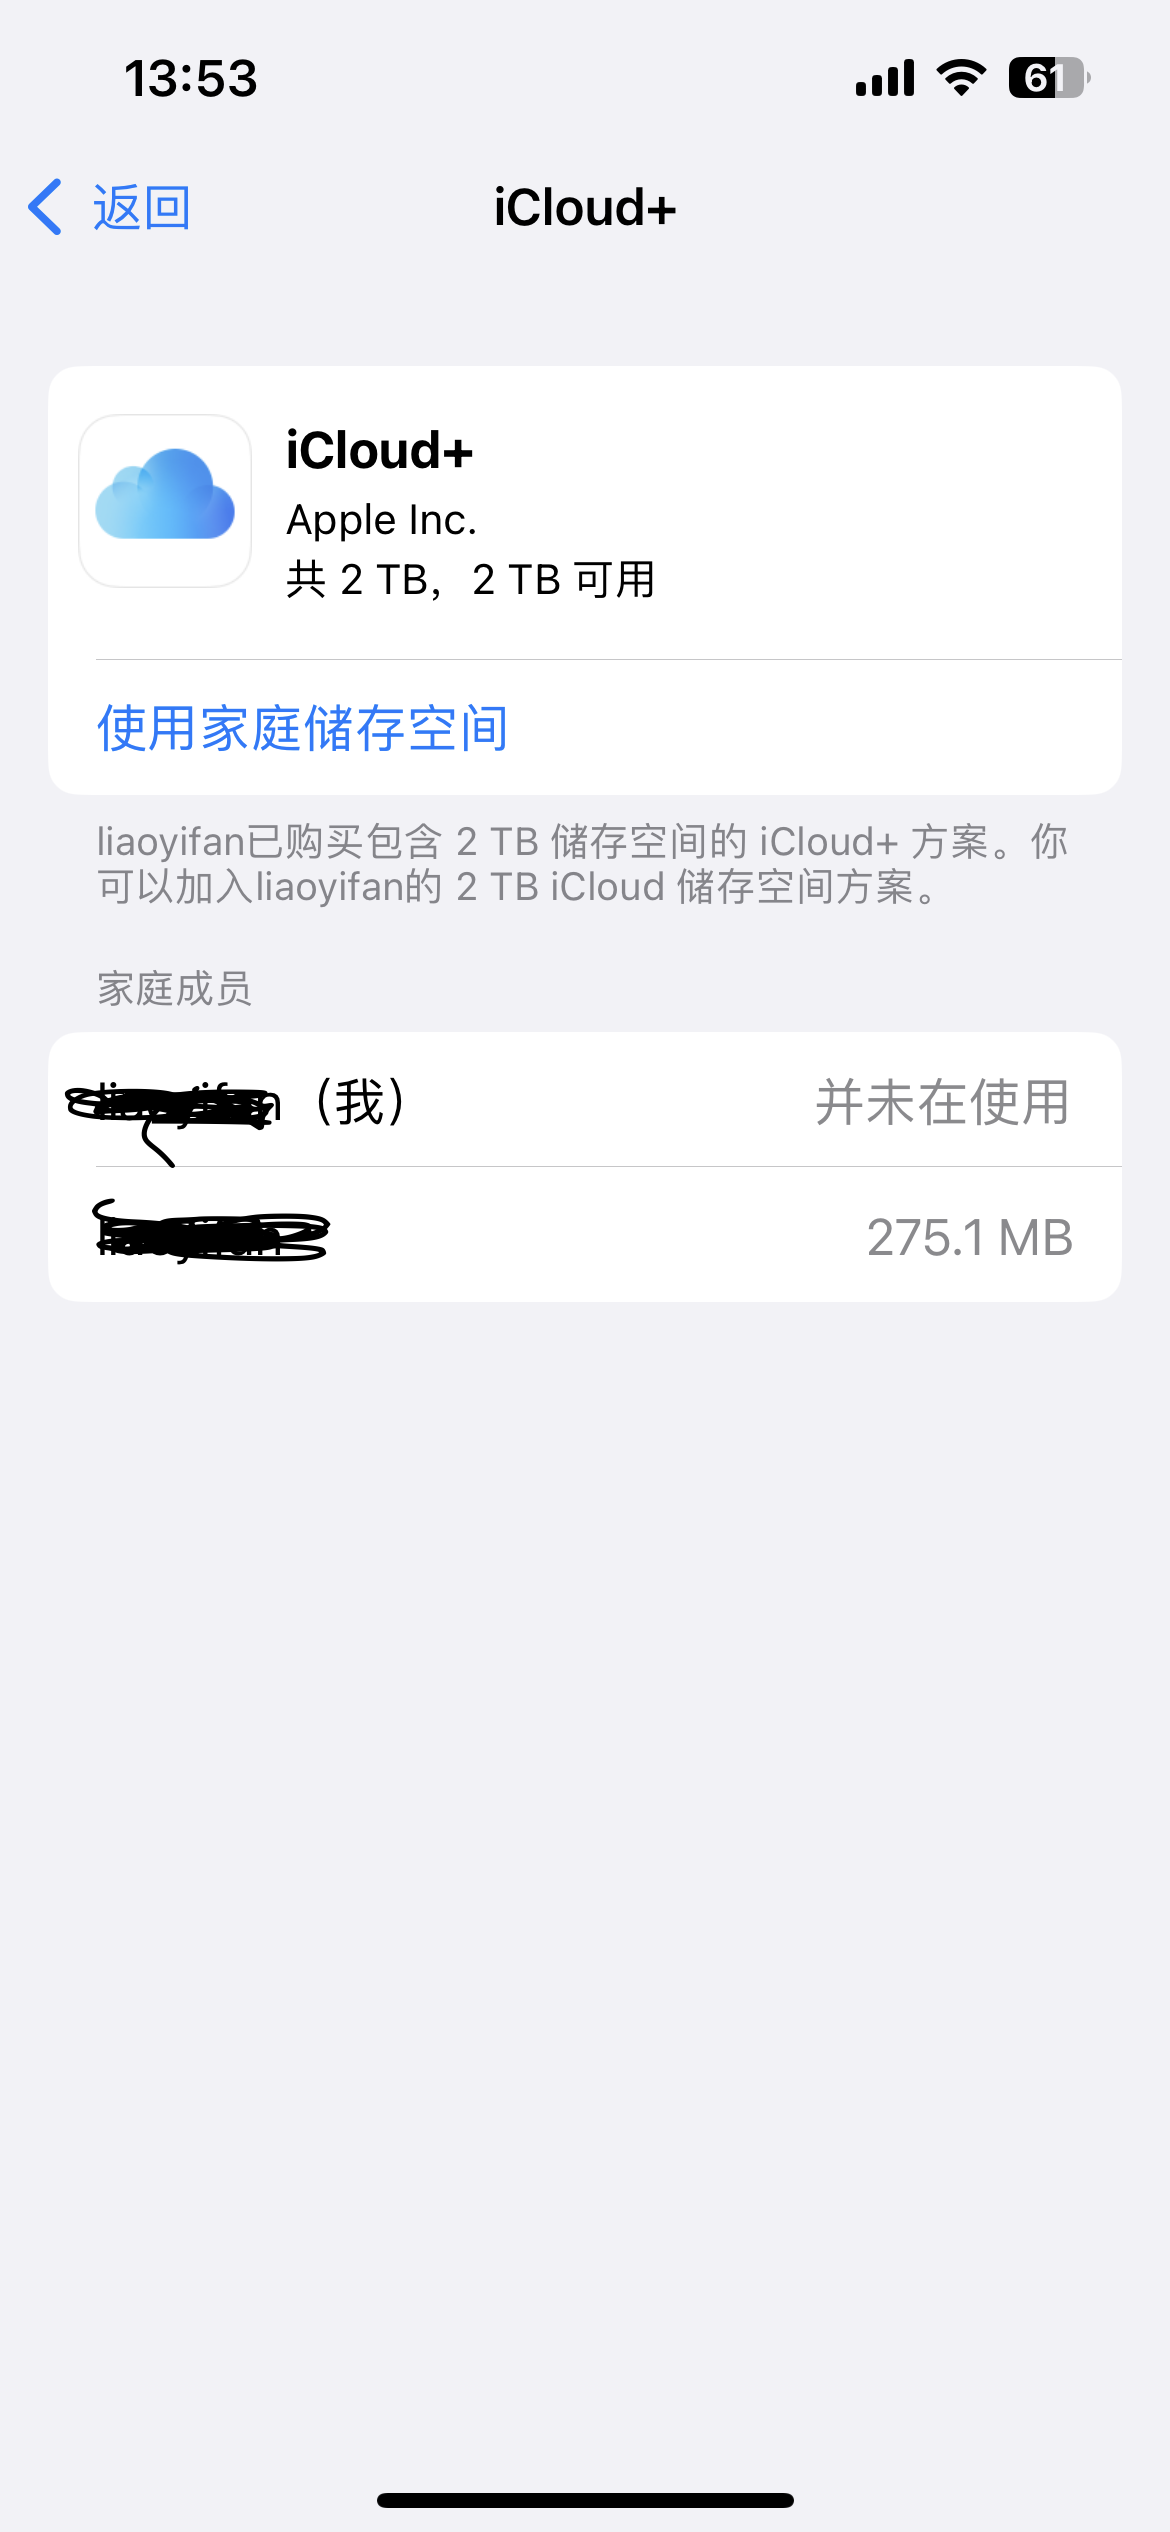 13:53
61
返回
iCloud+
iCloud+
Apple Inc.
共 2 TB，2 TB 可用
使用家庭储存空间
liaoyifan已购买包含 2 TB 储存空间的 iCloud+ 方案。你
可以加入liaoyifan的 2 TB iCloud 储存空间方案。
家庭成员
（我）
并未在使用
275.1 MB